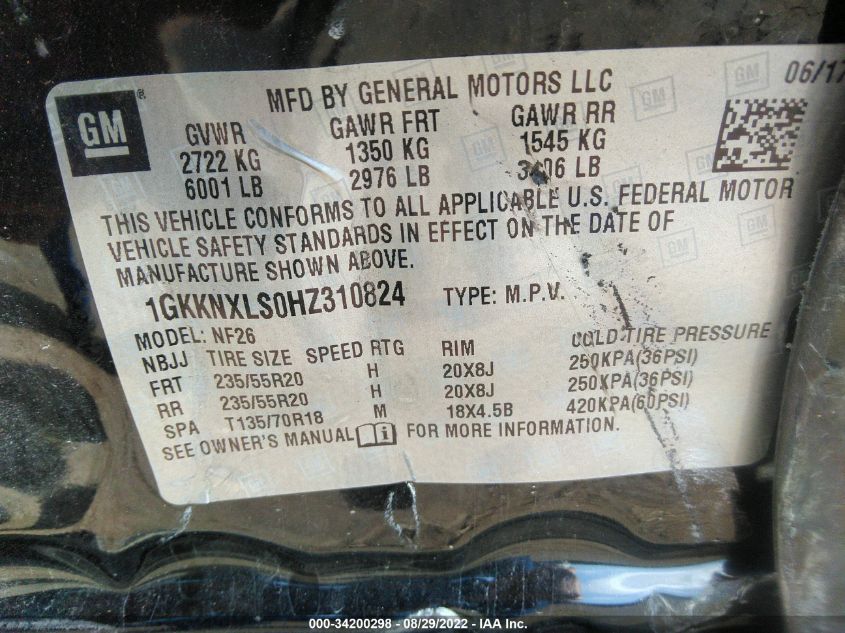 GM ®
MFD BY GENERAL MOTORS LLC
06/17
GVWR GAWR FRT GAWR RR
2722 KG 1350 KG 1545 KG
6001 LB 2976 LB 3406 LB
THIS VEHICLE CONFORMS TO ALL APPLICABLE U.S. FEDERAL MOTOR
VEHICLE SAFETY STANDARDS IN EFFECT ON THE DATE OF
MANUFACTURE SHOWN ABOVE.
1GKKNXLS0HZ310824 TYPE: M.P.V.
MODEL: NF26
NBJJ TIRE SIZE SPEED RTG RIM COLD TIRE PRESSURE
FRT 235/55R20 H 20X8J 250KPA(36PSI)
RR 235/55R20 H 20X8J 250KPA(36PSI)
SPA T135/70R18 M 18X4.5B 420KPA(60PSI)
SEE OWNER'S MANUAL FOR MORE INFORMATION.
000-34200298 - 08/29/2022 - IAA Inc.